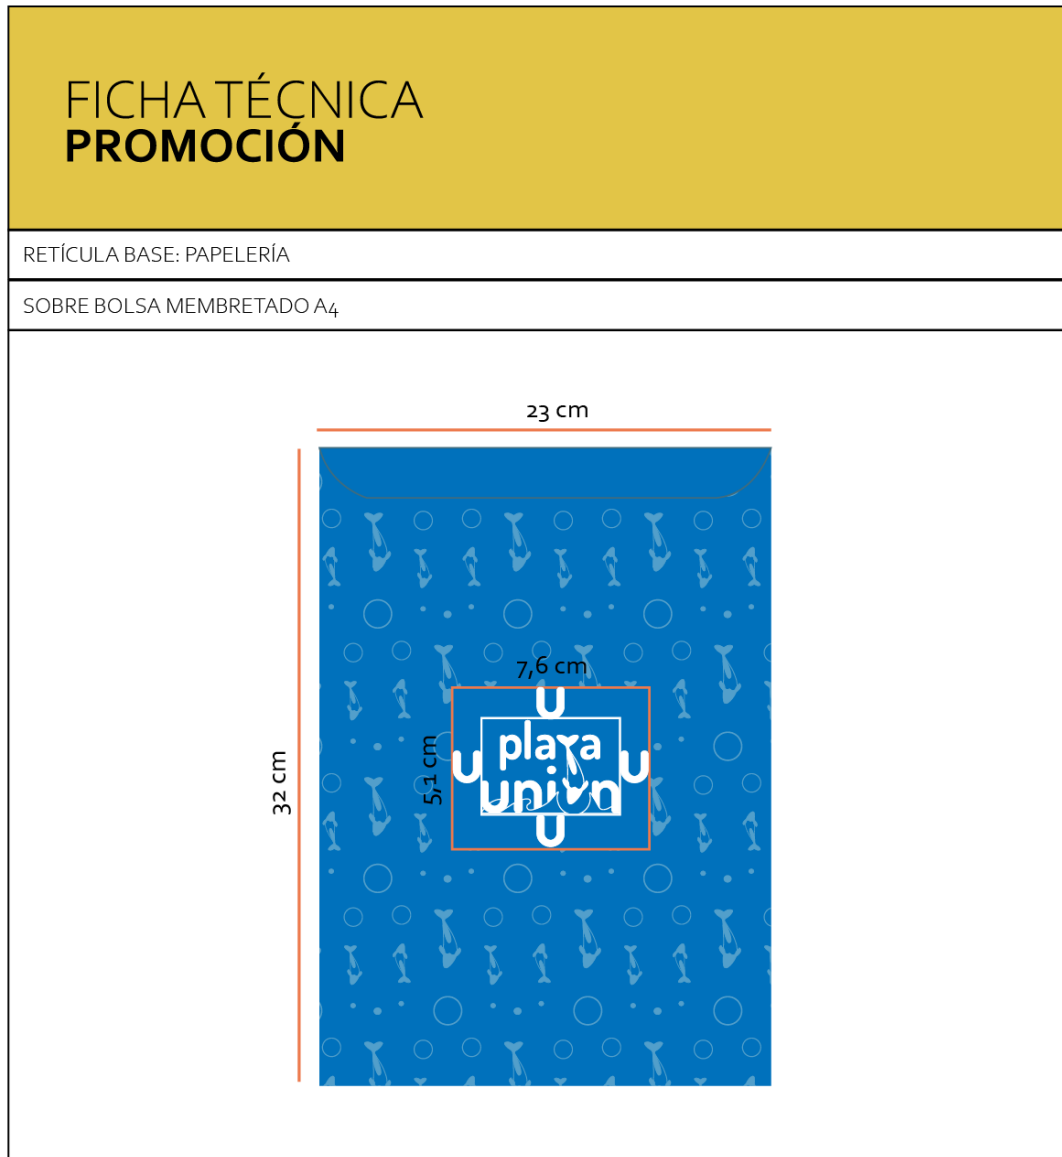 FICHA TÉCNICA
PROMOCIÓN
RETÍCULA BASE: PAPELERÍA
SOBRE BOLSA MEMBRETADO A4
23 cm
32 cm
7,6 cm
5,1 cm
U
playa
U U
unión
U